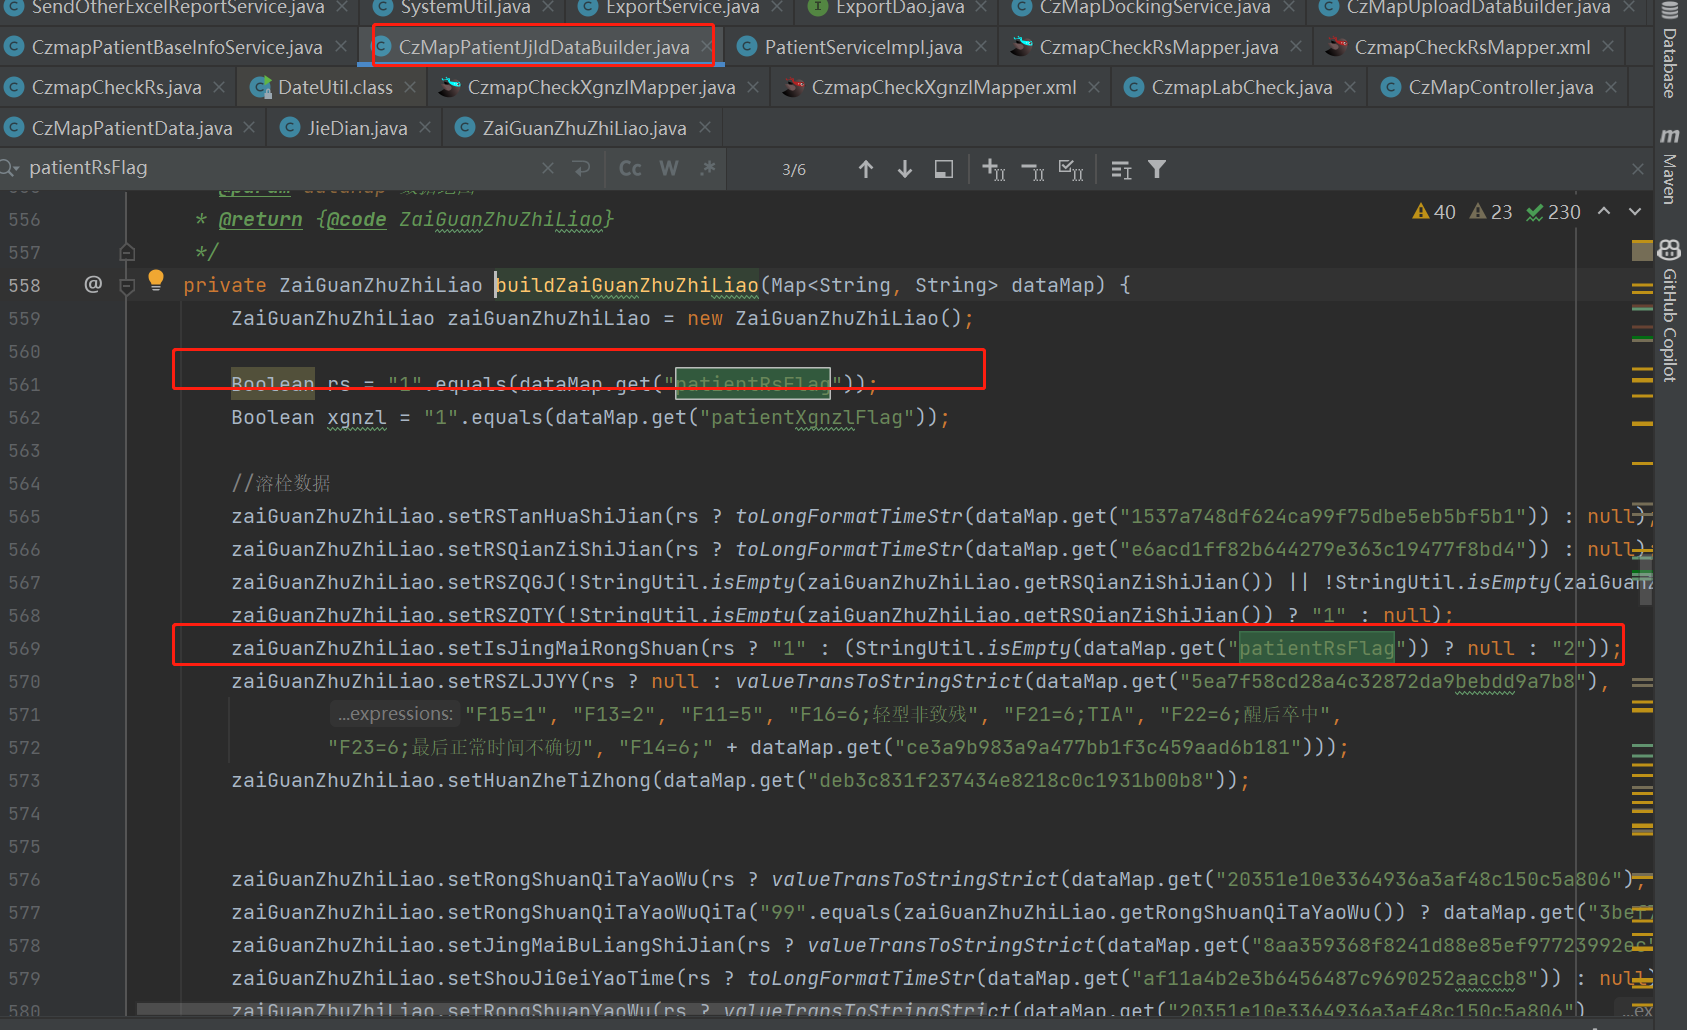 SendOtherExcelReportService.java
SystemUtil.java
ExportService.java
ExportDao.java
CzMapDockingService.java
CzMapUploadDataBuilder.java
CzmapPatientBaseInfoService.java
CzMapPatientJjldDataBuilder.java
PatientServiceImpl.java
CzmapCheckRsMapper.java
CzmapCheckRsMapper.xml
CzmapCheckRs.java
DateUtil.class
CzmapCheckXgnzlMapper.java
CzmapCheckXgnzlMapper.xml
CzmapLabCheck.java
CzMapController.java
CzMapPatientData.java
JieDian.java
ZaiGuanZhuZhiLiao.java
patientRsFlag
Cc W .*
3/6
40 23 230
556 * @return {@code ZaiGuanZhuZhiLiao}
557 */
558 @ private ZaiGuanZhuZhiLiao buildZaiGuanZhuZhiLiao(Map<String, String> dataMap) {
559 ZaiGuanZhuZhiLiao zaiGuanZhuZhiLiao = new ZaiGuanZhuZhiLiao();
560
561 Boolean rs = "1".equals(dataMap.get("patientRsFlag"));
562 Boolean xgnzl = "1".equals(dataMap.get("patientXgnzlFlag"));
563
564 //溶栓数据
565 zaiGuanZhuZhiLiao.setRSTanHuaShiJian(rs ? toLongFormatTimeStr(dataMap.get("1537a748df624ca99f75dbe5eb5bf5b1")) : null);
566 zaiGuanZhuZhiLiao.setRSQianZiShiJian(rs ? toLongFormatTimeStr(dataMap.get("e6acd1ff82b644279e363c19477f8bd4")) : null);
567 zaiGuanZhuZhiLiao.setRSZQGJ(!StringUtil.isEmpty(zaiGuanZhuZhiLiao.getRSQianZiShiJian()) || !StringUtil.isEmpty(zaiGuanZ
568 zaiGuanZhuZhiLiao.setRSZQTY(!StringUtil.isEmpty(zaiGuanZhuZhiLiao.getRSQianZiShiJian()) ? "1" : null);
569 zaiGuanZhuZhiLiao.setIsJingMaiRongShuan(rs ? "1" : (StringUtil.isEmpty(dataMap.get("patientRsFlag")) ? null : "2"));
570 zaiGuanZhuZhiLiao.setRSZLJJYY(rs ? null : valueTransToStringStrict(dataMap.get("5ea7f58cd28a4c32872da9bebdd9a7b8"),
571 ...expressions: "F15=1", "F13=2", "F11=5", "F16=6;轻型非致残", "F21=6;TIA", "F22=6;醒后卒中",
572 "F23=6;最后正常时间不确切", "F14=6;" + dataMap.get("ce3a9b983a9a477bb1f3c459aad6b181")));
573 zaiGuanZhuZhiLiao.setHuanZheTiZhong(dataMap.get("deb3c831f237434e8218c0c1931b00b8"));
574
575
576 zaiGuanZhuZhiLiao.setRongShuanQiTaYaoWu(rs ? valueTransToStringStrict(dataMap.get("20351e10e3364936a3af48c150c5a806"),
577 zaiGuanZhuZhiLiao.setRongShuanQiTaYaoWuQiTa("99".equals(zaiGuanZhuZhiLiao.getRongShuanQiTaYaoWu()) ? dataMap.get("3bef
578 zaiGuanZhuZhiLiao.setJingMaiBuLiangShiJian(rs ? valueTransToStringStrict(dataMap.get("8aa359368f8241d88e85ef97723992ec"
579 zaiGuanZhuZhiLiao.setShouJiGeiYaoTime(rs ? toLongFormatTimeStr(dataMap.get("af11a4b2e3b6456487c9690252aaccb8")) : null)
580 zaiGuanZhuZhiLiao.setRongShuanYaoWu(rs ? valueTransToStringStrict(dataMap.get("20351e10e3364936a3af48c150c5a806") ...ex
Database
Maven
GitHub Copilot